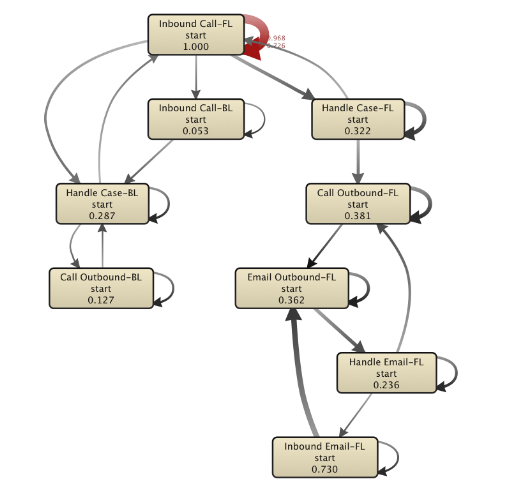 Inbound Call-FL
start
1.000
0.968
0.226
Inbound Call-BL
start
0.053
Handle Case-FL
start
0.322
Handle Case-BL
start
0.287
Call Outbound-FL
start
0.381
Call Outbound-BL
start
0.127
Email Outbound-FL
start
0.362
Handle Email-FL
start
0.236
Inbound Email-FL
start
0.730